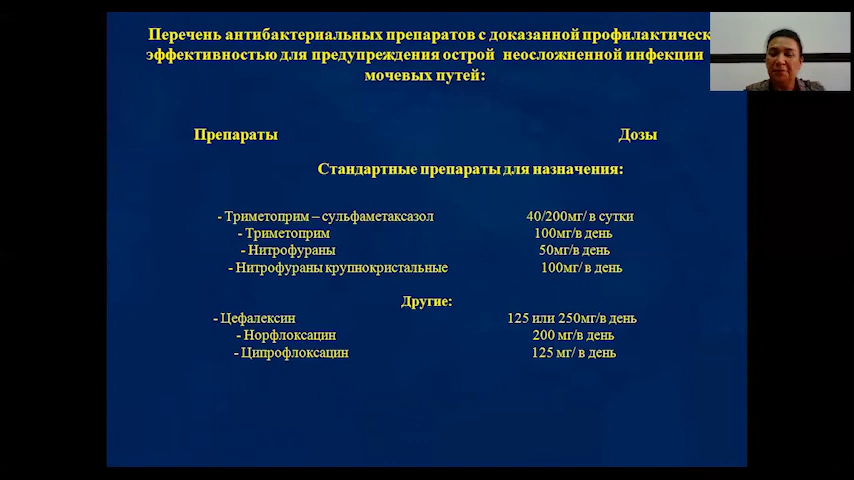 Перечень антибактериальных препаратов с доказанной профилактическ
эффективностью для предупреждения острой неосложненной инфекции
мочевых путей:
Препараты Дозы
Стандартные препараты для назначения:
- Триметоприм – сульфаметаксазол 40/200мг/ в сутки
- Триметоприм 100мг/в день
- Нитрофураны 50мг/в день
- Нитрофураны крупнокристальные 100мг/ в день
Другие:
- Цефалексин 125 или 250мг/в день
- Норфлоксацин 200 мг/в день
- Ципрофлоксацин 125 мг/ в день